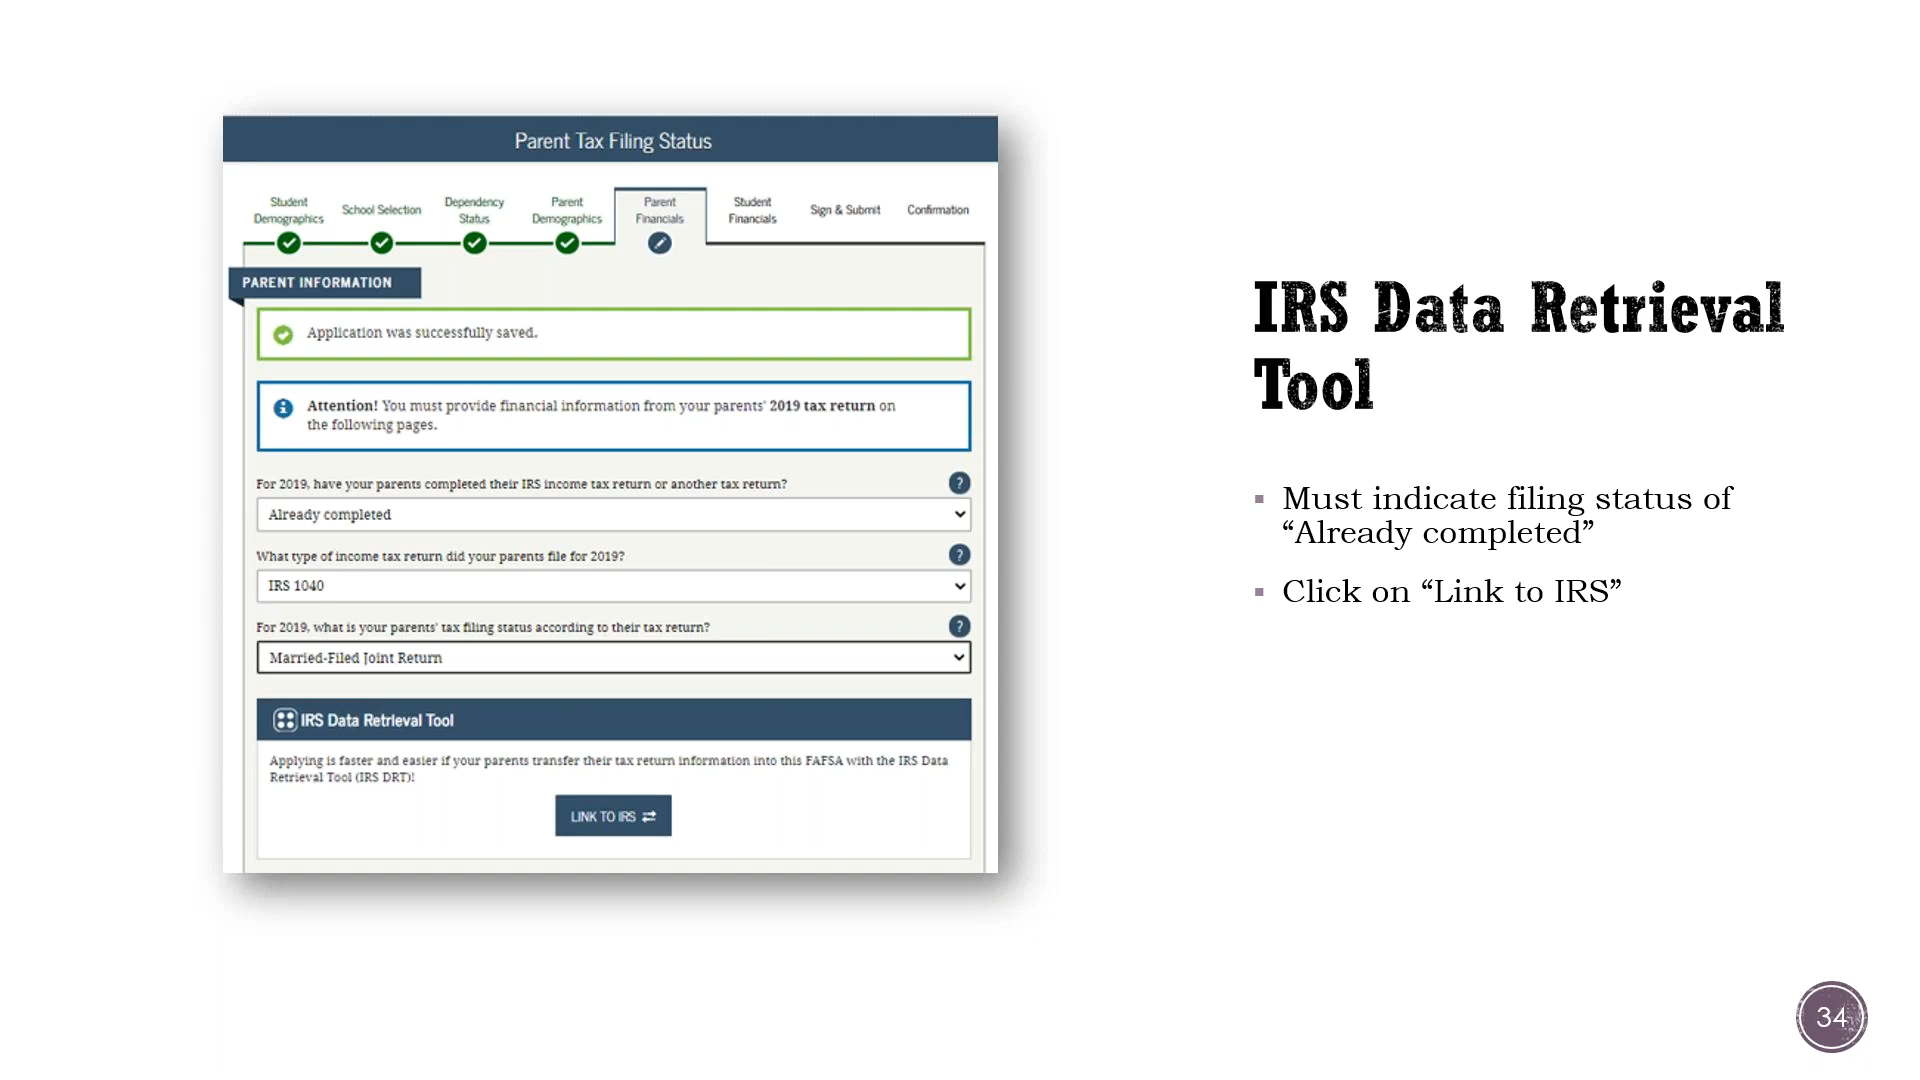 Parent Tax Filing Status
Student
Demographics
School Selection
Dependency
Status
Parent
Demographics
Parent
Financials
Student
Financials
Sign & Submit
Confirmation
PARENT INFORMATION
Application was successfully saved.
Attention! You must provide financial information from your parents' 2019 tax return on
the following pages.
For 2019, have your parents completed their IRS income tax return or another tax return?
?
Already completed
What type of income tax return did your parents file for 2019?
?
IRS 1040
For 2019, what is your parents' tax filing status according to their tax return?
?
Married-Filed Joint Return
IRS Data Retrieval Tool
Applying is faster and easier if your parents transfer their tax return information into this FAFSA with the IRS Data
Retrieval Tool (IRS DRT)!
LINK TO IRS
IRS Data Retrieval
Tool
▪ Must indicate filing status of
“Already completed”
▪ Click on “Link to IRS”
34